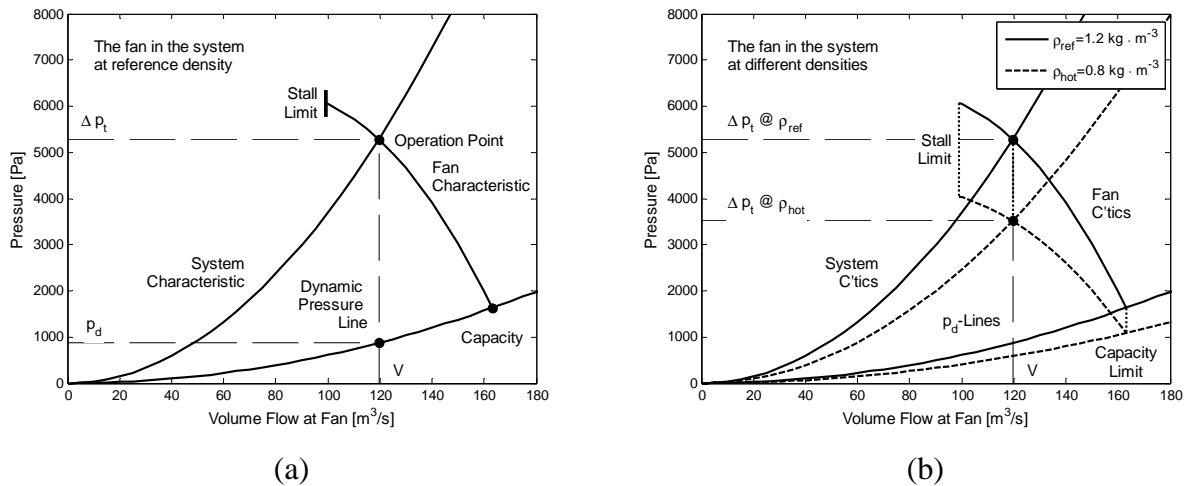 8000
7000
6000
5000
4000
3000
2000
1000
0
Pressure [Pa]
The fan in the system
at reference density
Stall
Limit
Δ pt
Operation Point
Fan
Characteristic
System
Characteristic
Dynamic
Pressure
Line
pd
Capacity
V
0 20 40 60 80 100 120 140 160 180
Volume Flow at Fan [m³/s]
(a)
8000
7000
6000
5000
4000
3000
2000
1000
0
Pressure [Pa]
The fan in the system
at different densities
ρref=1.2 kg . m-3
ρhot=0.8 kg . m-3
Δ pt @ ρref
Stall
Limit
Δ pt @ ρhot
Fan
C'tics
System
C'tics
pd-Lines
Capacity
Limit
V
0 20 40 60 80 100 120 140 160 180
Volume Flow at Fan [m³/s]
(b)